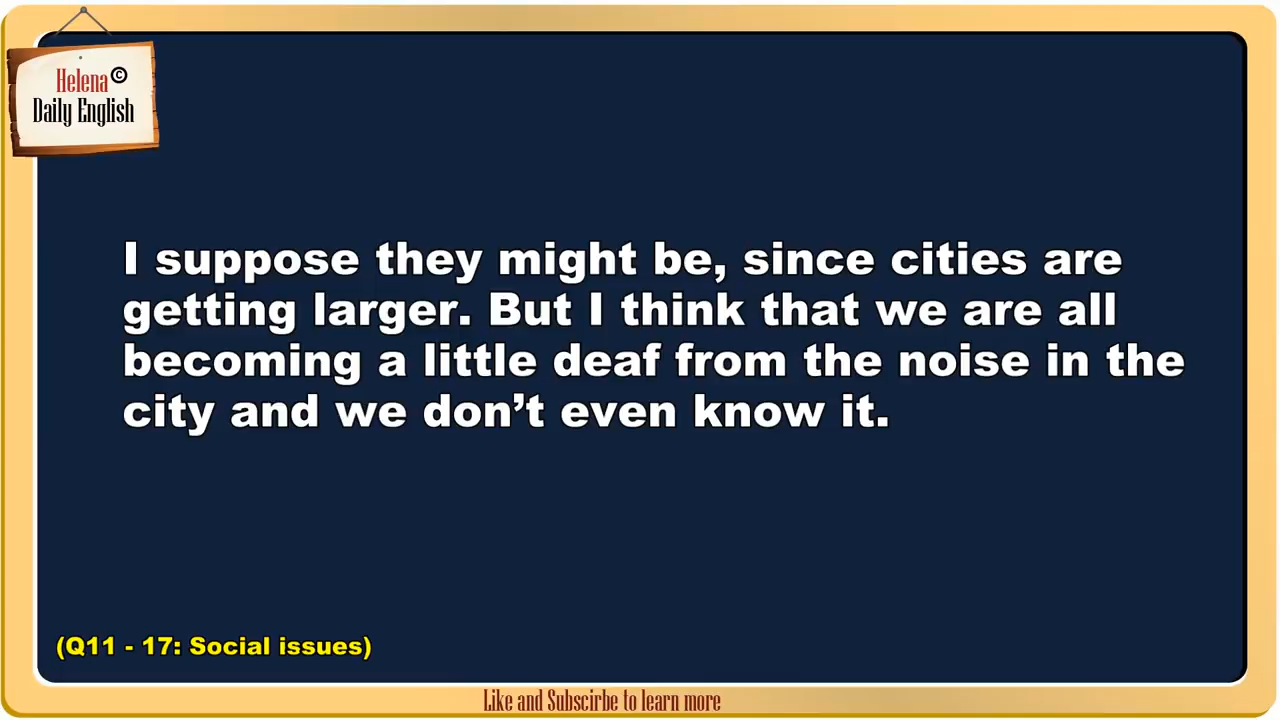 Helena©
Daily English
I suppose they might be, since cities are
getting larger. But I think that we are all
becoming a little deaf from the noise in the
city and we don’t even know it.
(Q11 - 17: Social issues)
Like and Subscirbe to learn more